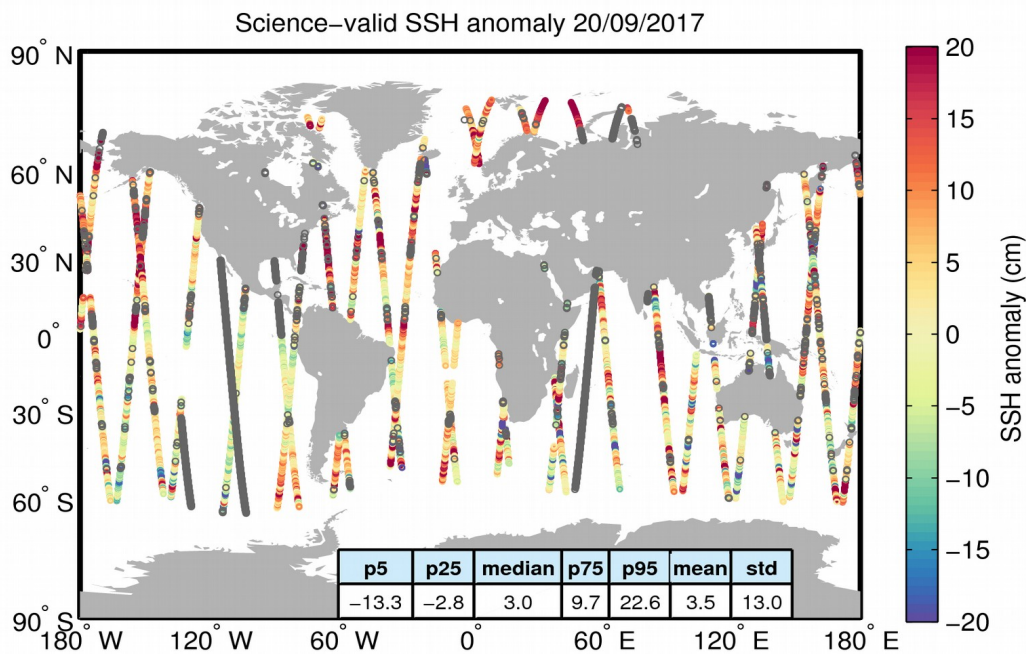 Science−valid SSH anomaly 20/09/2017
90° N
60° N
30° N
0°
30° S
60° S
90° S
180° W
120° W
60° W
0°
60° E
120° E
180° E
p5 p25 median p75 p95 mean std
−13.3 −2.8 3.0 9.7 22.6 3.5 13.0
20
15
10
5
0
−5
−10
−15
−20
SSH anomaly (cm)